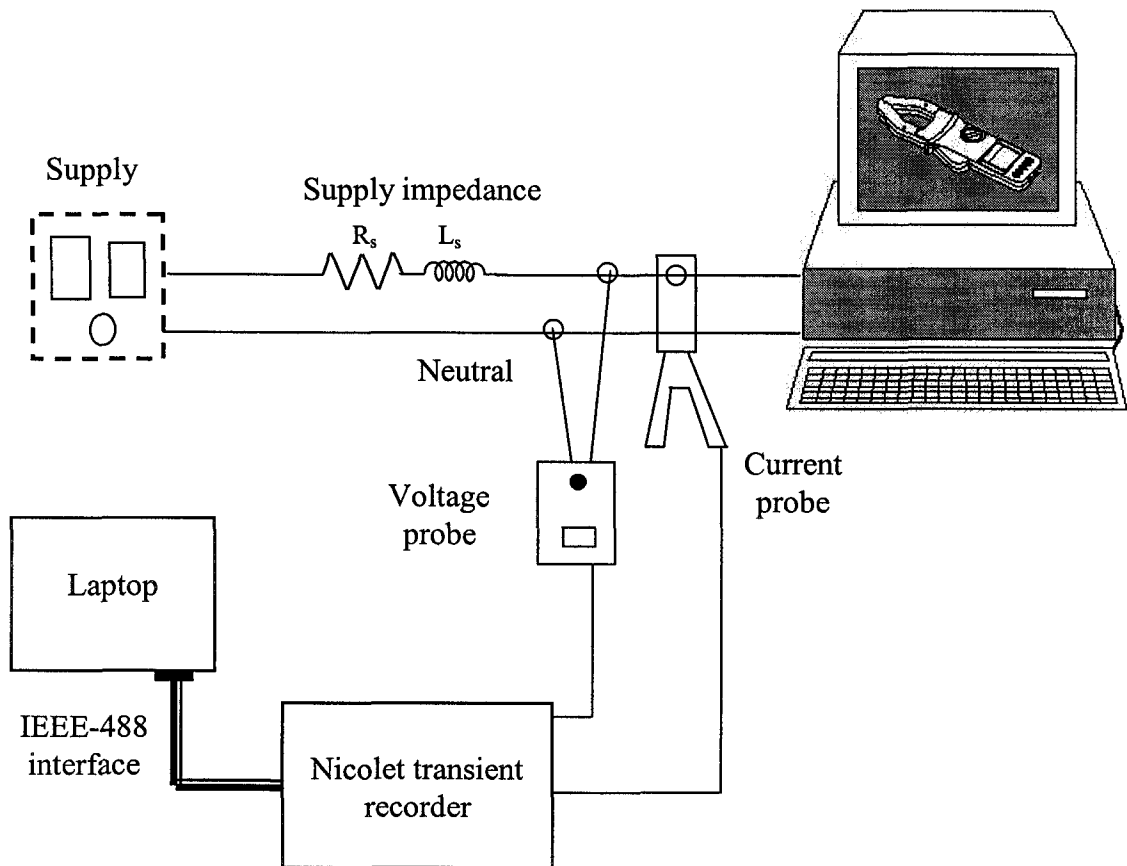 Supply
Supply impedance
Rs
Ls
Neutral
Voltage
probe
Current
probe
Laptop
IEEE-488
interface
Nicolet transient
recorder